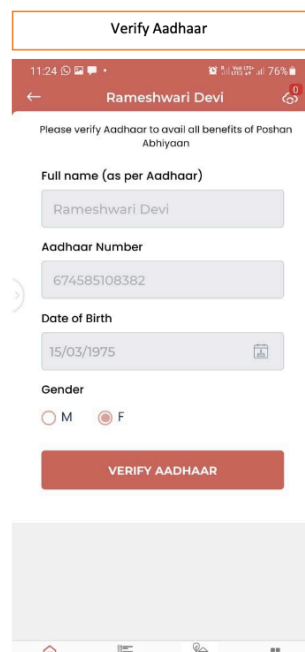 Verify Aadhaar
11:24
76%
Rameshwari Devi
0
Please verify Aadhaar to avail all benefits of Poshan
Abhiyaan
Full name (as per Aadhaar)
Rameshwari Devi
Aadhaar Number
674585108382
Date of Birth
15/03/1975
Gender
M F
VERIFY AADHAAR